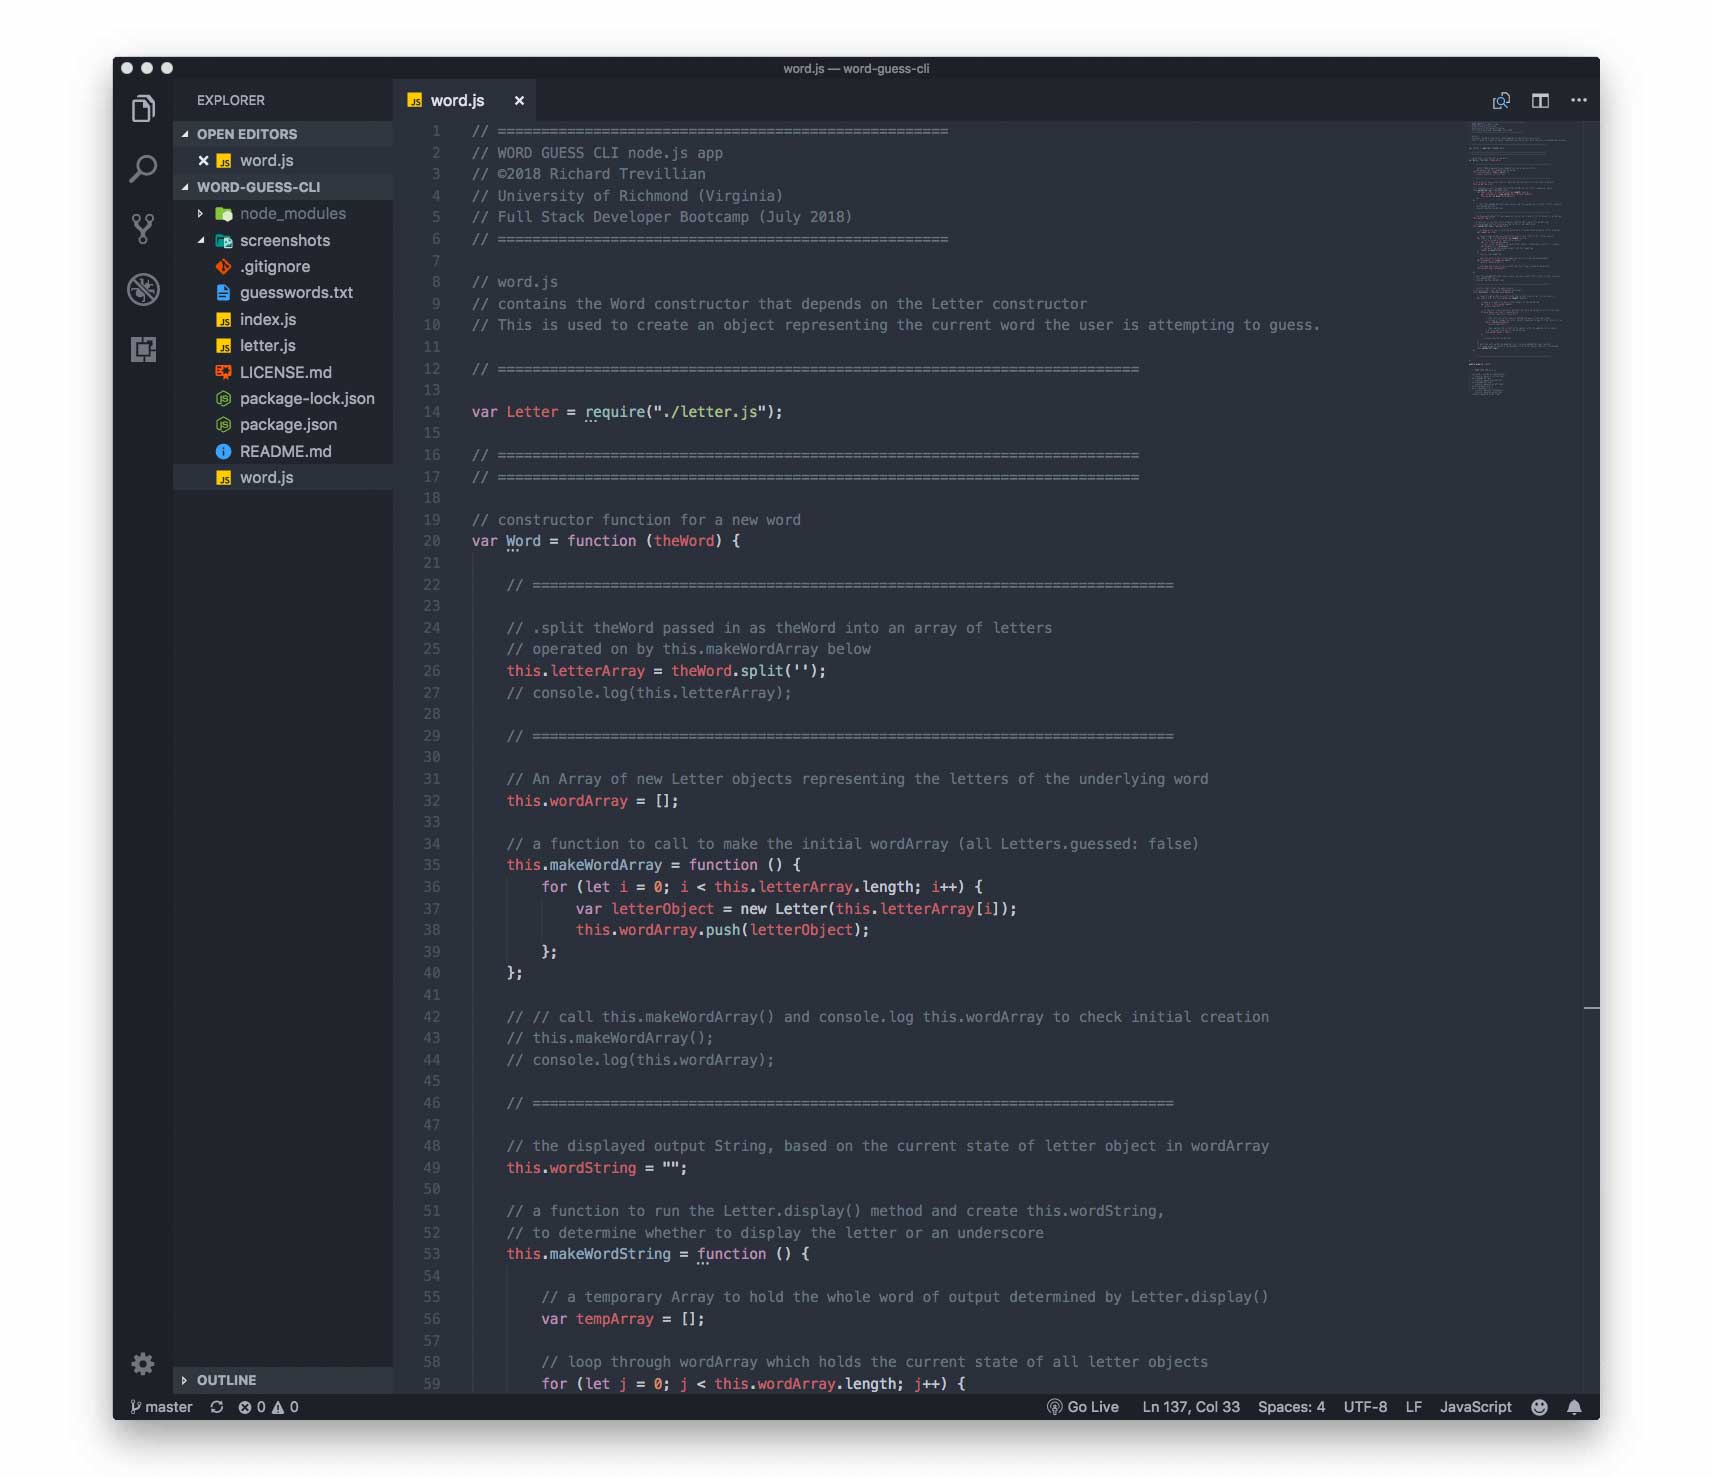 word.js — word-guess-cli
EXPLORER
OPEN EDITORS
word.js
WORD-GUESS-CLI
node_modules
screenshots
.gitignore
guesswords.txt
index.js
letter.js
LICENSE.md
package-lock.json
package.json
README.md
word.js
OUTLINE
word.js
1 // ====================================================
2 // WORD GUESS CLI node.js app
3 // ©2018 Richard Trevillian
4 // University of Richmond (Virginia)
5 // Full Stack Developer Bootcamp (July 2018)
6 // ====================================================
7
8 // word.js
9 // contains the Word constructor that depends on the Letter constructor
10 // This is used to create an object representing the current word the user is attempting to guess.
11
12 // ==========================================================================
13
14 var Letter = require("./letter.js");
15
16 // ==========================================================================
17 // ==========================================================================
18
19 // constructor function for a new word
20 var Word = function (theWord) {
21
22 // ==========================================================================
23
24 // .split theWord passed in as theWord into an array of letters
25 // operated on by this.makeWordArray below
26 this.letterArray = theWord.split('');
27 // console.log(this.letterArray);
28
29 // ==========================================================================
30
31 // An Array of new Letter objects representing the letters of the underlying word
32 this.wordArray = [];
33
34 // a function to call to make the initial wordArray (all Letters.guessed: false)
35 this.makeWordArray = function () {
36 for (let i = 0; i < this.letterArray.length; i++) {
37 var letterObject = new Letter(this.letterArray[i]);
38 this.wordArray.push(letterObject);
39 };
40 };
41
42 // // call this.makeWordArray() and console.log this.wordArray to check initial creation
43 // this.makeWordArray();
44 // console.log(this.wordArray);
45
46 // ==========================================================================
47
48 // the displayed output String, based on the current state of letter object in wordArray
49 this.wordString = "";
50
51 // a function to run the Letter.display() method and create this.wordString,
52 // to determine whether to display the letter or an underscore
53 this.makeWordString = function () {
54
55 // a temporary Array to hold the whole word of output determined by Letter.display()
56 var tempArray = [];
57
58 // loop through wordArray which holds the current state of all letter objects
59 for (let j = 0; j < this.wordArray.length; j++) {
master 0 0 Go Live Ln 137, Col 33 Spaces: 4 UTF-8 LF JavaScript